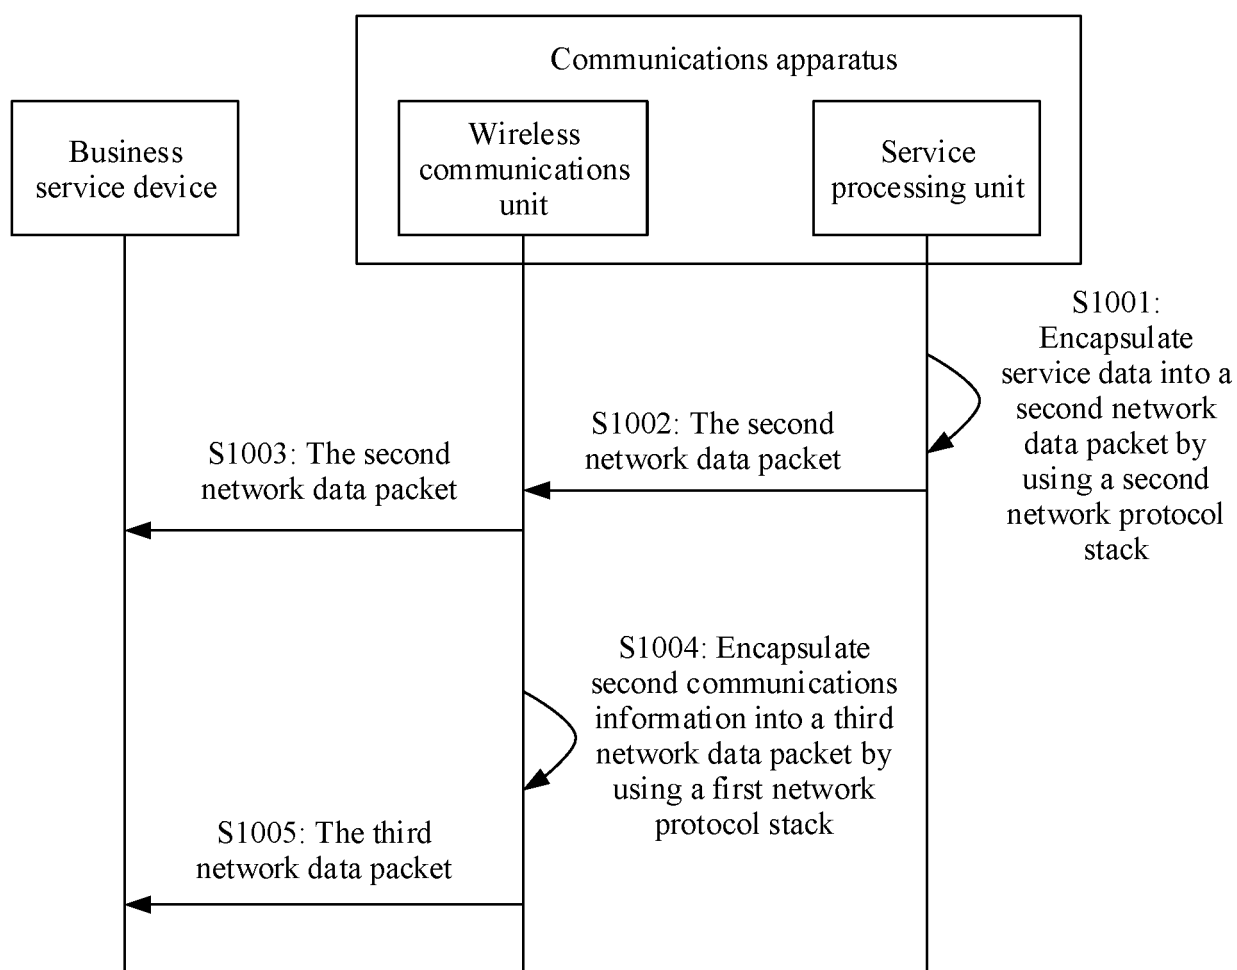 Communications apparatus
Business
service device
Wireless
communications
unit
Service
processing unit
S1001:
Encapsulate
service data into a
second network
data packet by
using a second
network protocol
stack
S1002: The second
network data packet
S1003: The second
network data packet
S1004: Encapsulate
second communications
information into a third
network data packet by
using a first network
protocol stack
S1005: The third
network data packet